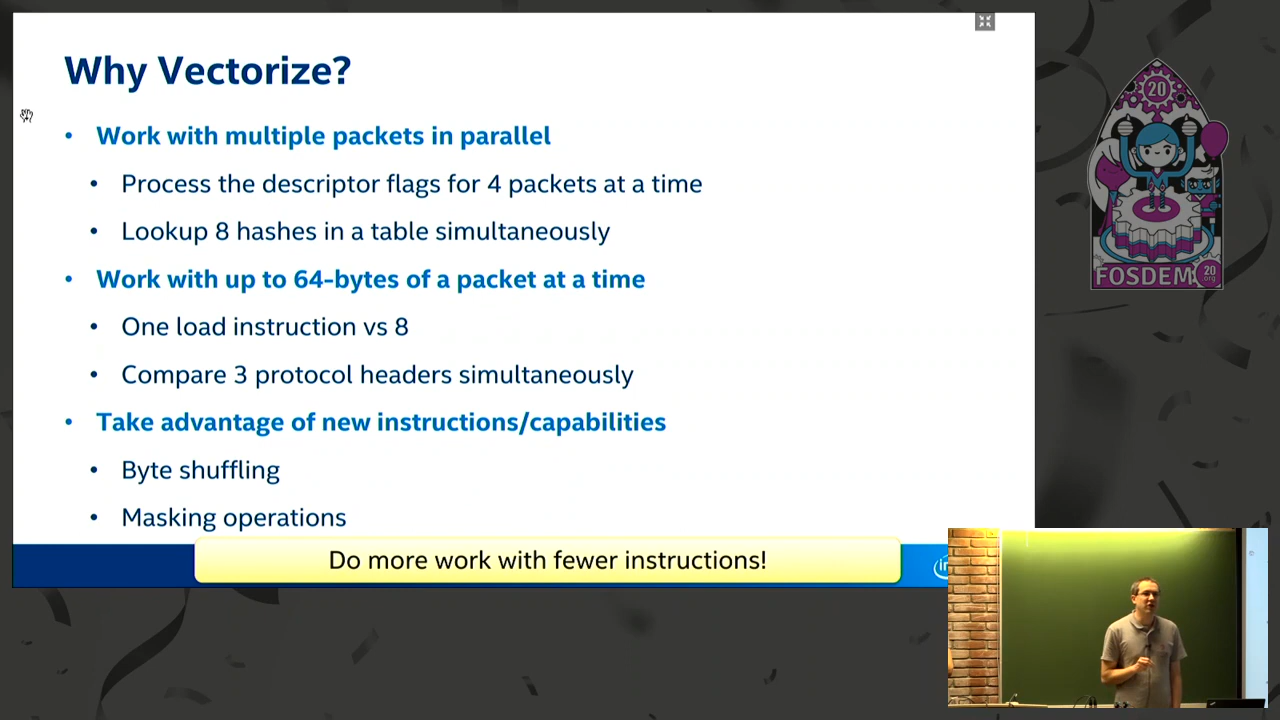 Why Vectorize?
• Work with multiple packets in parallel
• Process the descriptor flags for 4 packets at a time
• Lookup 8 hashes in a table simultaneously
• Work with up to 64-bytes of a packet at a time
• One load instruction vs 8
• Compare 3 protocol headers simultaneously
• Take advantage of new instructions/capabilities
• Byte shuffling
• Masking operations
Do more work with fewer instructions!
20
FOSDEM
20
.org